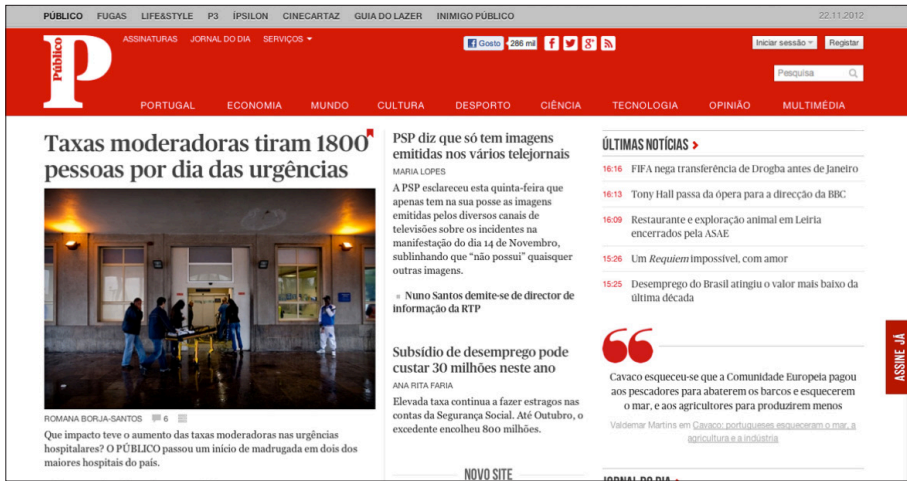 PÚBLICO FUGAS LIFE&STYLE P3 ÍPSILON CINECARTAZ GUIA DO LAZER INIMIGO PÚBLICO 22.11.2012
Público
P
ASSINATURAS JORNAL DO DIA SERVIÇOS
Gosto 286 mil
Iniciar sessão Registar
Pesquisa
PORTUGAL ECONOMIA MUNDO CULTURA DESPORTO CIÊNCIA TECNOLOGIA OPINIÃO MULTIMÉDIA
Taxas moderadoras tiram 1800
pessoas por dia das urgências
ROMANA BORJA-SANTOS 6
Que impacto teve o aumento das taxas moderadoras nas urgências
hospitalares? O PÚBLICO passou um início de madrugada em dois dos
maiores hospitais do país.
PSP diz que só tem imagens
emitidas nos vários telejornais
MARIA LOPES
A PSP esclareceu esta quinta-feira que
apenas tem na sua posse as imagens
emitidas pelos diversos canais de
televisões sobre os incidentes na
manifestação do dia 14 de Novembro,
sublinhando que “não possui” quaisquer
outras imagens.
Nuno Santos demite-se de director de
informação da RTP
Subsídio de desemprego pode
custar 30 milhões neste ano
ANA RITA FARIA
Elevada taxa continua a fazer estragos nas
contas da Segurança Social. Até Outubro, o
excedente encolheu 800 milhões.
NOVO SITE
ÚLTIMAS NOTÍCIAS
16:16 FIFA nega transferência de Drogba antes de Janeiro
16:13 Tony Hall passa da ópera para a direcção da BBC
16:09 Restaurante e exploração animal em Leiria
encerrados pela ASAE
15:26 Um Requiem impossível, com amor
15:25 Desemprego do Brasil atingiu o valor mais baixo da
última década
Cavaco esqueceu-se que a Comunidade Europeia pagou
aos pescadores para abaterem os barcos e esquecerem
o mar, e aos agricultores para produzirem menos
Valdemar Martins em Cavaco: portugueses esqueceram o mar, a
agricultura e a indústria
JORNAL DO DIA
ASSINE JÁ